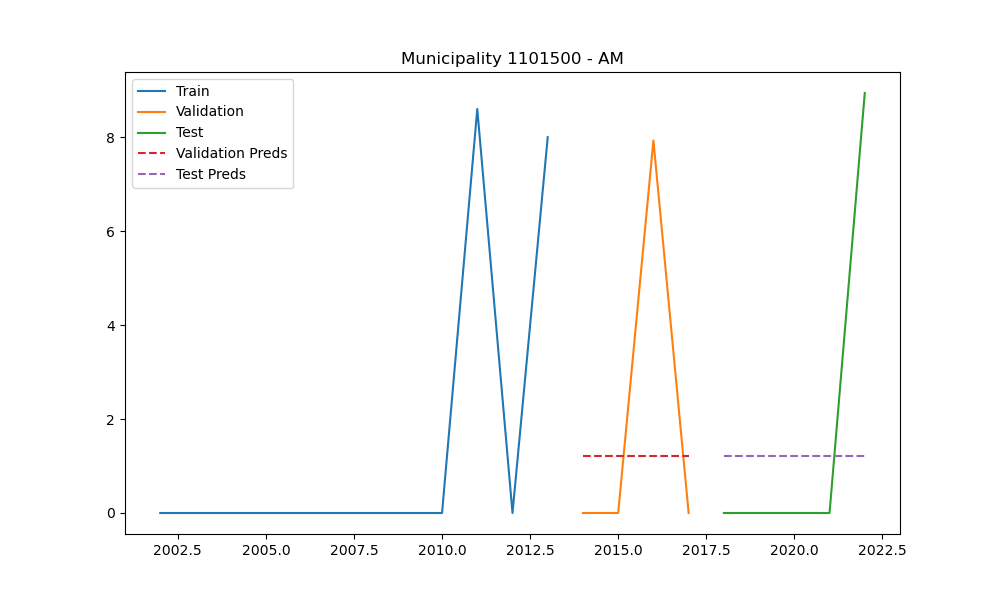 Municipality 1101500 - AM
Train
Validation
Test
Validation Preds
Test Preds
8
6
4
2
0
2002.5 2005.0 2007.5 2010.0 2012.5 2015.0 2017.5 2020.0 2022.5